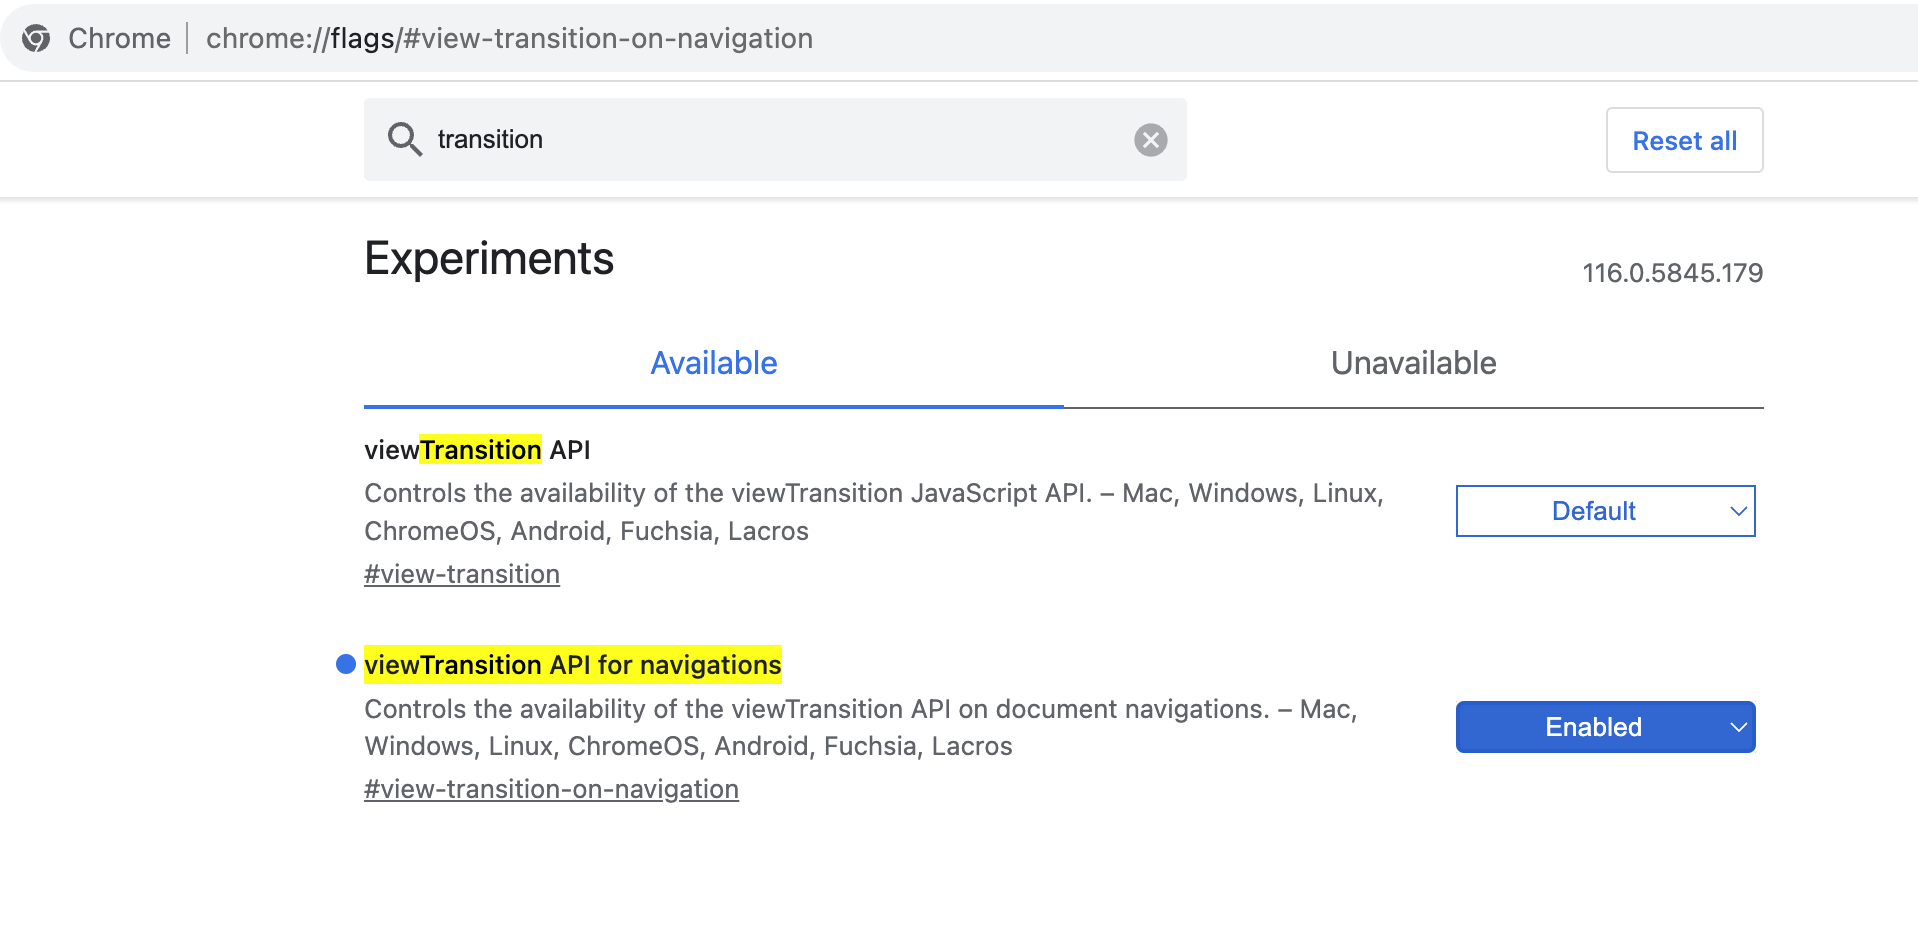 Chrome | chrome://flags/#view-transition-on-navigation
transition
Reset all
Experiments
116.0.5845.179
Available
Unavailable
viewTransition API
Controls the availability of the viewTransition JavaScript API. – Mac, Windows, Linux,
ChromeOS, Android, Fuchsia, Lacros
#view-transition
Default
viewTransition API for navigations
Controls the availability of the viewTransition API on document navigations. – Mac,
Windows, Linux, ChromeOS, Android, Fuchsia, Lacros
#view-transition-on-navigation
Enabled